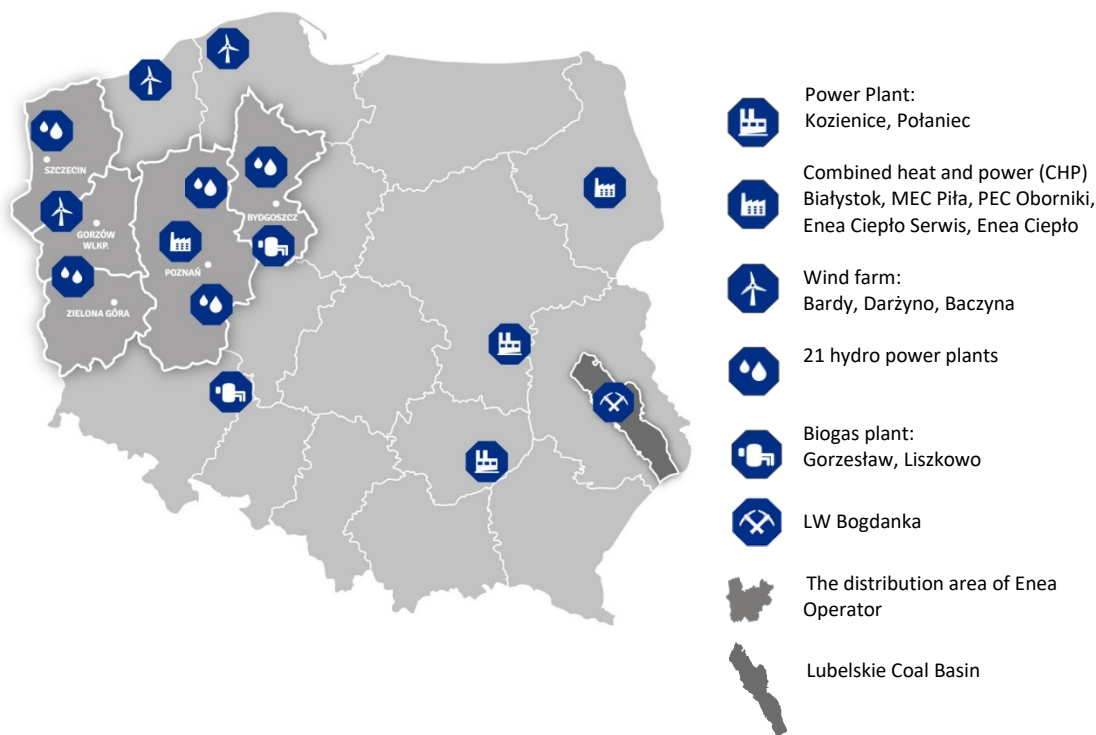 SZCZECIN
GORZÓW
WLKP.
ZIELONA GÓRA
POZNAŃ
BYDGOSZCZ
Power Plant:
Kozienice, Połaniec
Combined heat and power (CHP)
Białystok, MEC Piła, PEC Oborniki,
Enea Ciepło Serwis, Enea Ciepło
Wind farm:
Bardy, Darżyno, Baczyna
21 hydro power plants
Biogas plant:
Gorzesław, Liszkowo
LW Bogdanka
The distribution area of Enea
Operator
Lubelskie Coal Basin